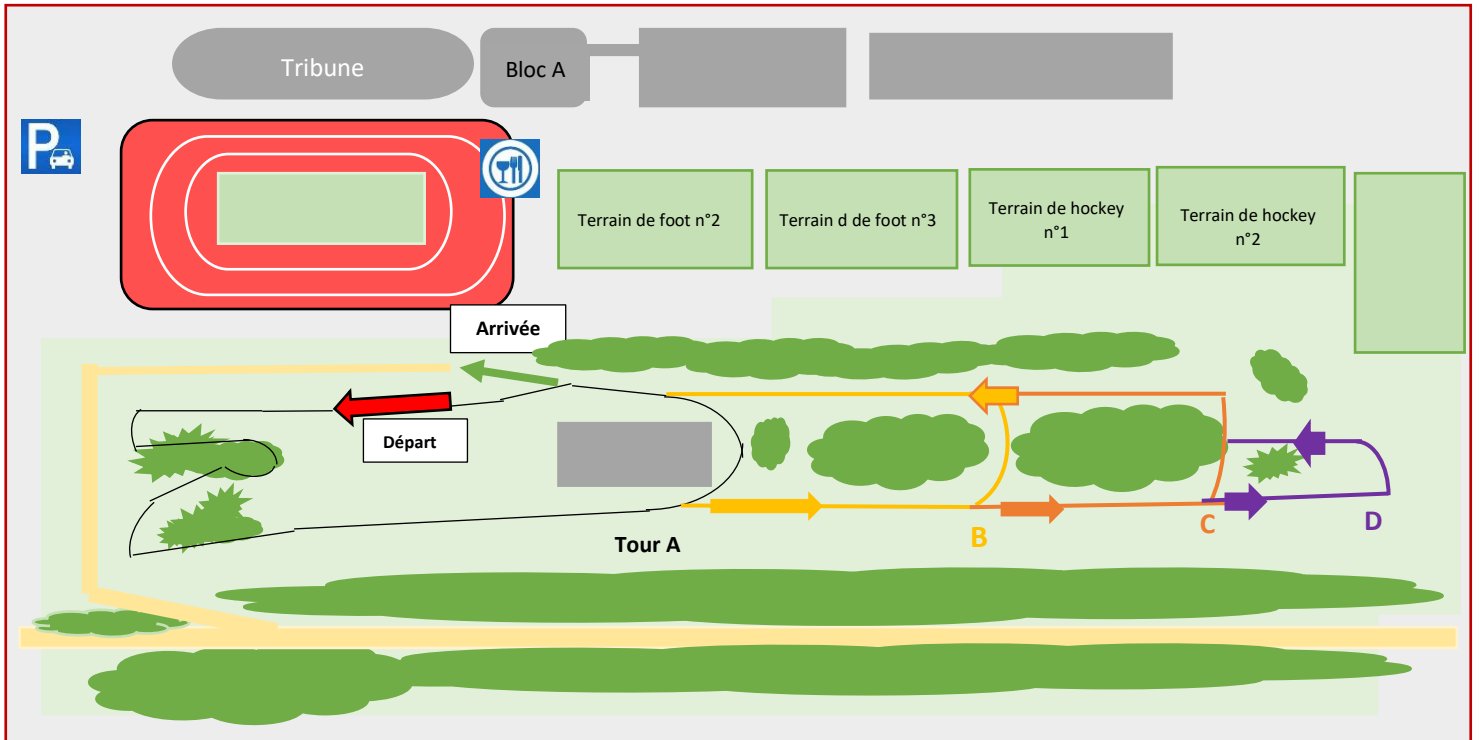 Tribune
Bloc A
P
Terrain de foot n°2
Terrain d de foot n°3
Terrain de hockey
n°1
Terrain de hockey
n°2
Arrivée
Départ
Tour A
B
C
D